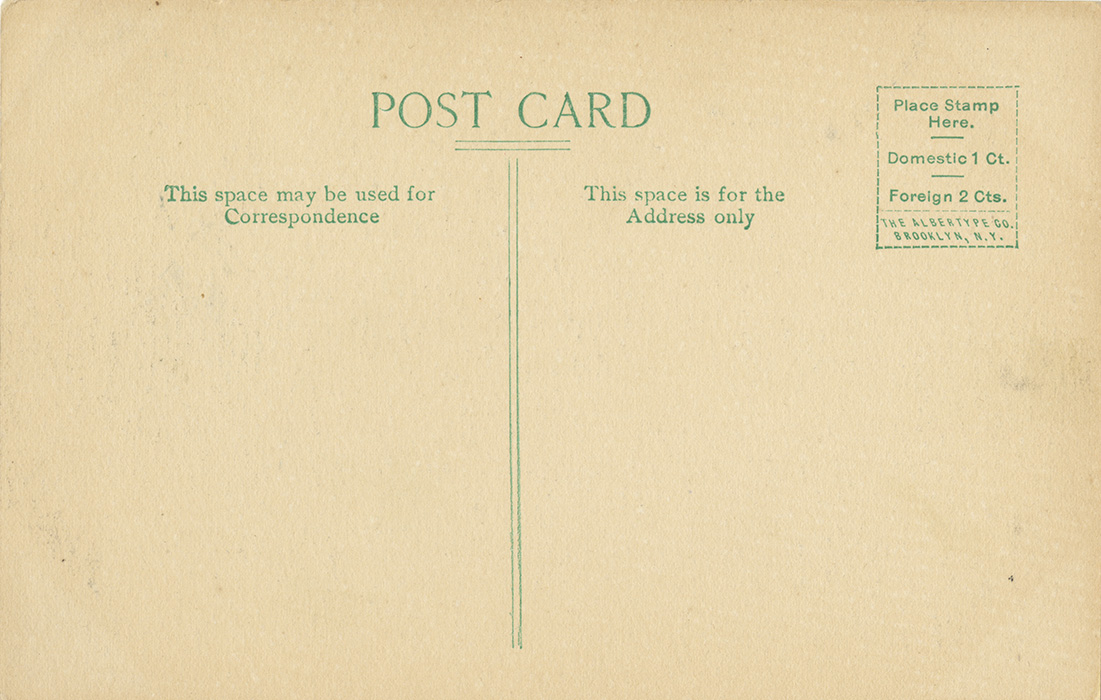 POST CARD
This space may be used for
Correspondence
This space is for the
Address only
Place Stamp
Here.
Domestic 1 Ct.
Foreign 2 Cts.
THE ALBERTYPE CO.
BROOKLYN, N.Y.